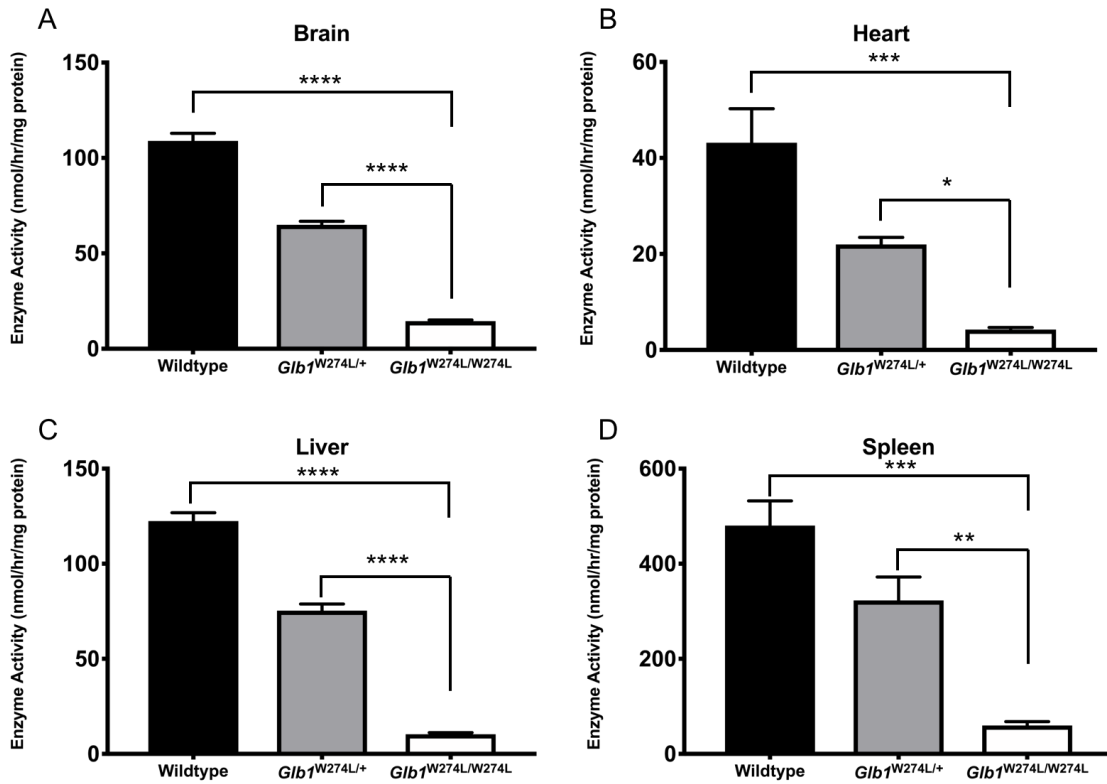 A
Brain
Enzyme Activity (nmol/hr/mg protein)
150
100
50
0
****
****
Wildtype
Glb1W274L/+
Glb1W274L/W274L
B
Heart
Enzyme Activity (nmol/hr/mg protein)
60
40
20
0
***
*
Wildtype
Glb1W274L/+
Glb1W274L/W274L
C
Liver
Enzyme Activity (nmol/hr/mg protein)
150
100
50
0
****
****
Wildtype
Glb1W274L/+
Glb1W274L/W274L
D
Spleen
Enzyme Activity (nmol/hr/mg protein)
600
400
200
0
***
**
Wildtype
Glb1W274L/+
Glb1W274L/W274L